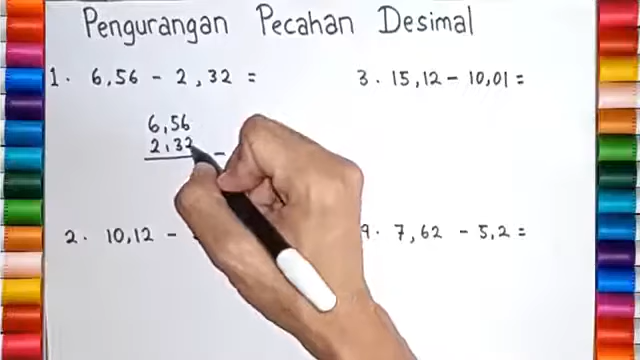 Pengurangan Pecahan Desimal
1. 6,56 - 2,32 =
6,56
2,32 -
2. 10,12 -
3. 15,12 - 10,01 =
9. 7,62 - 5,2 =